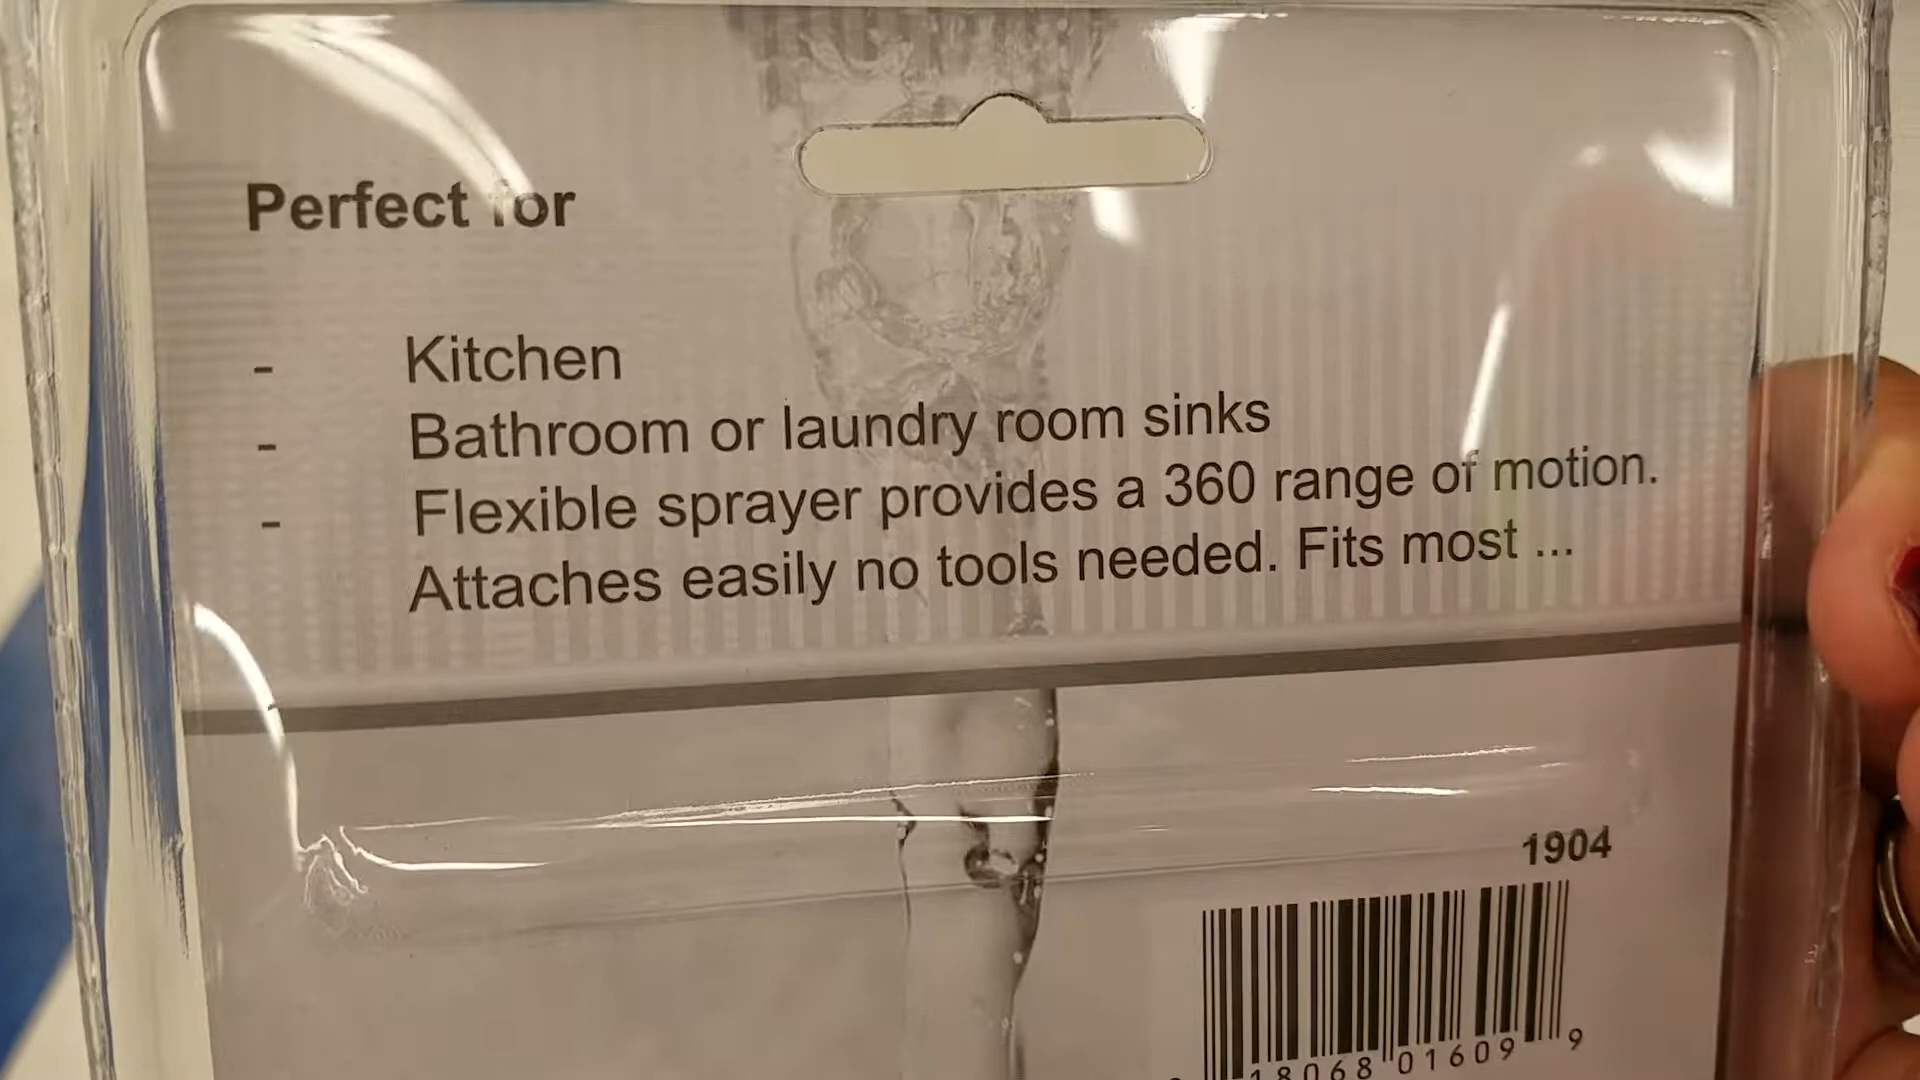 Perfect for
- Kitchen
- Bathroom or laundry room sinks
- Flexible sprayer provides a 360 range of motion.
Attaches easily no tools needed. Fits most ...
1904
18068 01609 9